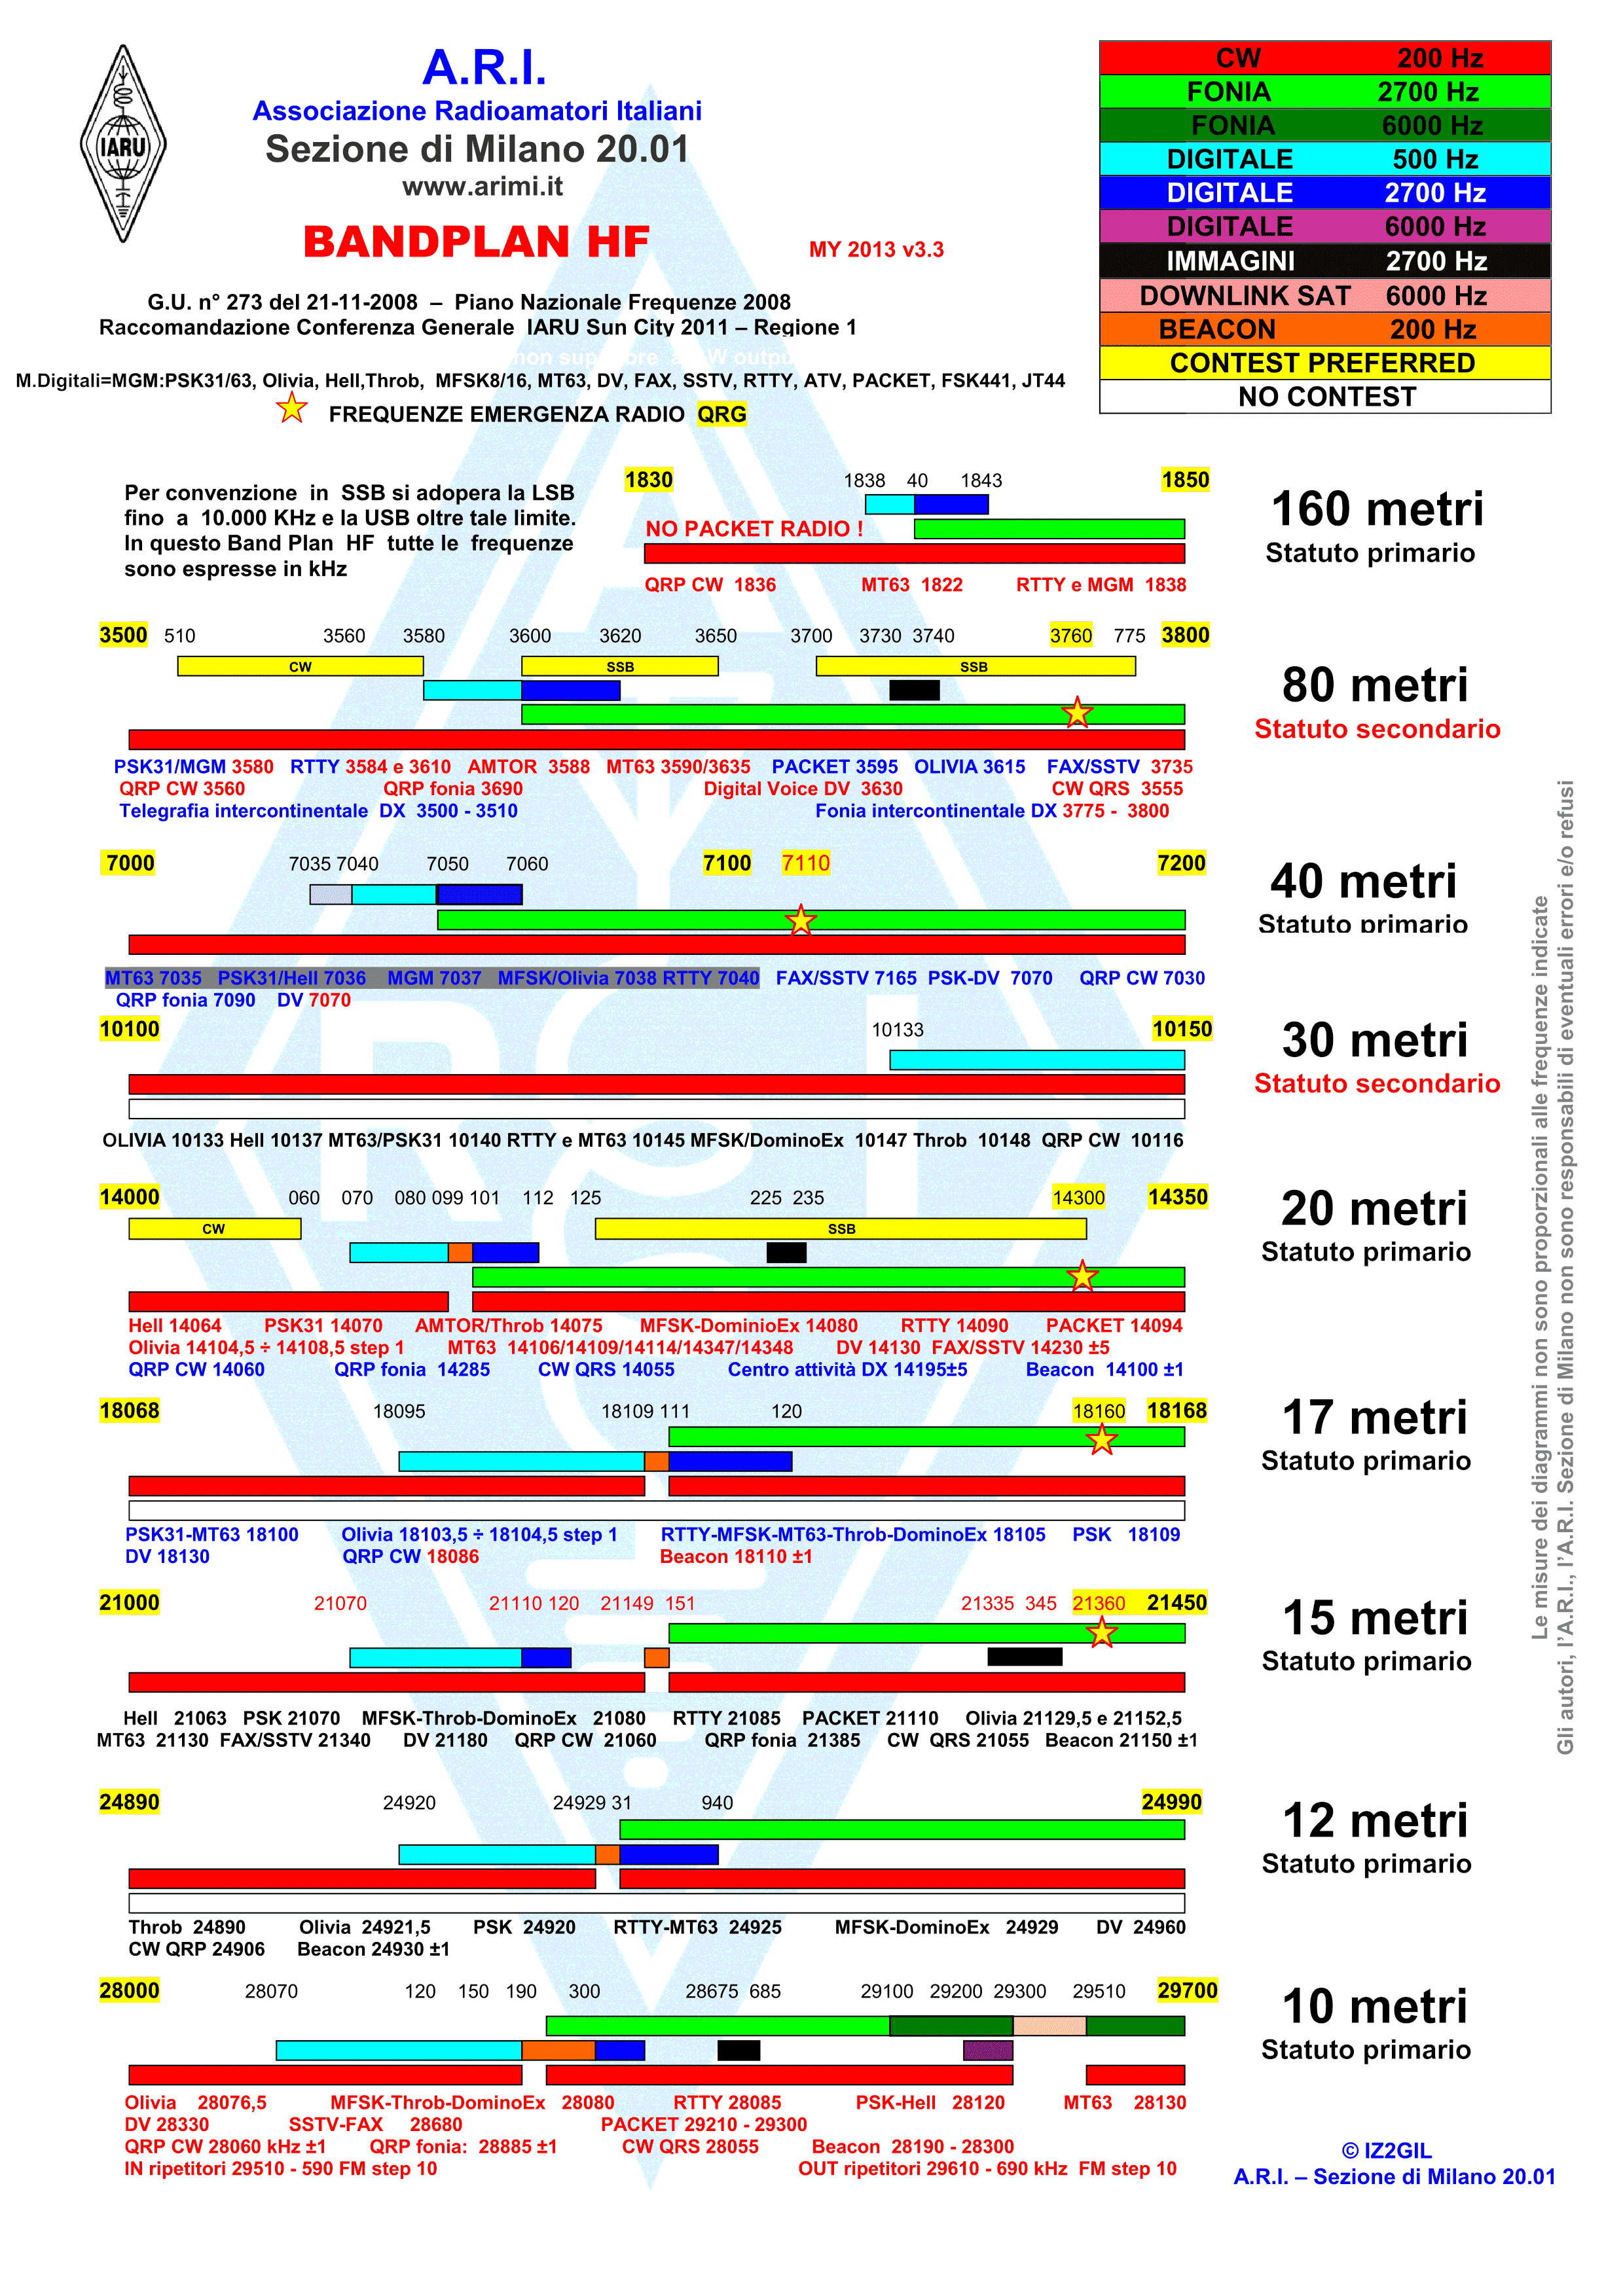 A.R.I.
Associazione Radioamatori Italiani
Sezione di Milano 20.01
www.arimi.it
IARU
BANDPLAN HF MY 2013 v3.3
G.U. n° 273 del 21-11-2008 – Piano Nazionale Frequenze 2008
Raccomandazione Conferenza Generale IARU Sun City 2011 – Regione 1
M.Digitali=MGM:PSK31/63, Olivia, Hell,Throb, MFSK8/16, MT63, DV, FAX, SSTV, RTTY, ATV, PACKET, FSK441, JT44
FREQUENZE EMERGENZA RADIO QRG
CW 200 Hz
FONIA 2700 Hz
FONIA 6000 Hz
DIGITALE 500 Hz
DIGITALE 2700 Hz
DIGITALE 6000 Hz
IMMAGINI 2700 Hz
DOWNLINK SAT 6000 Hz
BEACON 200 Hz
CONTEST PREFERRED
NO CONTEST
Per convenzione in SSB si adopera la LSB
fino a 10.000 KHz e la USB oltre tale limite.
In questo Band Plan HF tutte le frequenze
sono espresse in kHz
1830 1838 40 1843 1850
NO PACKET RADIO !
QRP CW 1836 MT63 1822 RTTY e MGM 1838
160 metri
Statuto primario
3500 510 3560 3580 3600 3620 3650 3700 3730 3740 3760 775 3800
CW SSB SSB
PSK31/MGM 3580 RTTY 3584 e 3610 AMTOR 3588 MT63 3590/3635 PACKET 3595 OLIVIA 3615 FAX/SSTV 3735
QRP CW 3560 QRP fonia 3690 Digital Voice DV 3630 CW QRS 3555
Telegrafia intercontinentale DX 3500 - 3510 Fonia intercontinentale DX 3775 - 3800
80 metri
Statuto secondario
7000 7035 7040 7050 7060 7100 7110 7200
MT63 7035 PSK31/Hell 7036 MGM 7037 MFSK/Olivia 7038 RTTY 7040 FAX/SSTV 7165 PSK-DV 7070 QRP CW 7030
QRP fonia 7090 DV 7070
40 metri
Statuto primario
10100 10133 10150
OLIVIA 10133 Hell 10137 MT63/PSK31 10140 RTTY e MT63 10145 MFSK/DominoEx 10147 Throb 10148 QRP CW 10116
30 metri
Statuto secondario
14000 060 070 080 099 101 112 125 225 235 14300 14350
CW SSB
Hell 14064 PSK31 14070 AMTOR/Throb 14075 MFSK-DominioEx 14080 RTTY 14090 PACKET 14094
Olivia 14104,5 ÷ 14108,5 step 1 MT63 14106/14109/14114/14347/14348 DV 14130 FAX/SSTV 14230 ±5
QRP CW 14060 QRP fonia 14285 CW QRS 14055 Centro attività DX 14195±5 Beacon 14100 ±1
20 metri
Statuto primario
18068 18095 18109 111 120 18160 18168
PSK31-MT63 18100 Olivia 18103,5 ÷ 18104,5 step 1 RTTY-MFSK-MT63-Throb-DominoEx 18105 PSK 18109
DV 18130 QRP CW 18086 Beacon 18110 ±1
17 metri
Statuto primario
21000 21070 21110 120 21149 151 21335 345 21360 21450
Hell 21063 PSK 21070 MFSK-Throb-DominoEx 21080 RTTY 21085 PACKET 21110 Olivia 21129,5 e 21152,5
MT63 21130 FAX/SSTV 21340 DV 21180 QRP CW 21060 QRP fonia 21385 CW QRS 21055 Beacon 21150 ±1
15 metri
Statuto primario
24890 24920 24929 31 940 24990
Throb 24890 Olivia 24921,5 PSK 24920 RTTY-MT63 24925 MFSK-DominoEx 24929 DV 24960
CW QRP 24906 Beacon 24930 ±1
12 metri
Statuto primario
28000 28070 120 150 190 300 28675 685 29100 29200 29300 29510 29700
Olivia 28076,5 MFSK-Throb-DominoEx 28080 RTTY 28085 PSK-Hell 28120 MT63 28130
DV 28330 SSTV-FAX 28680 PACKET 29210 - 29300
QRP CW 28060 kHz ±1 QRP fonia: 28885 ±1 CW QRS 28055 Beacon 28190 - 28300
IN ripetitori 29510 - 590 FM step 10 OUT ripetitori 29610 - 690 kHz FM step 10
10 metri
Statuto primario
© IZ2GIL
A.R.I. – Sezione di Milano 20.01
Le misure dei diagrammi non sono proporzionali alle frequenze indicate
Gli autori, l'A.R.I., l'A.R.I. Sezione di Milano non sono responsabili di eventuali errori e/o refusi